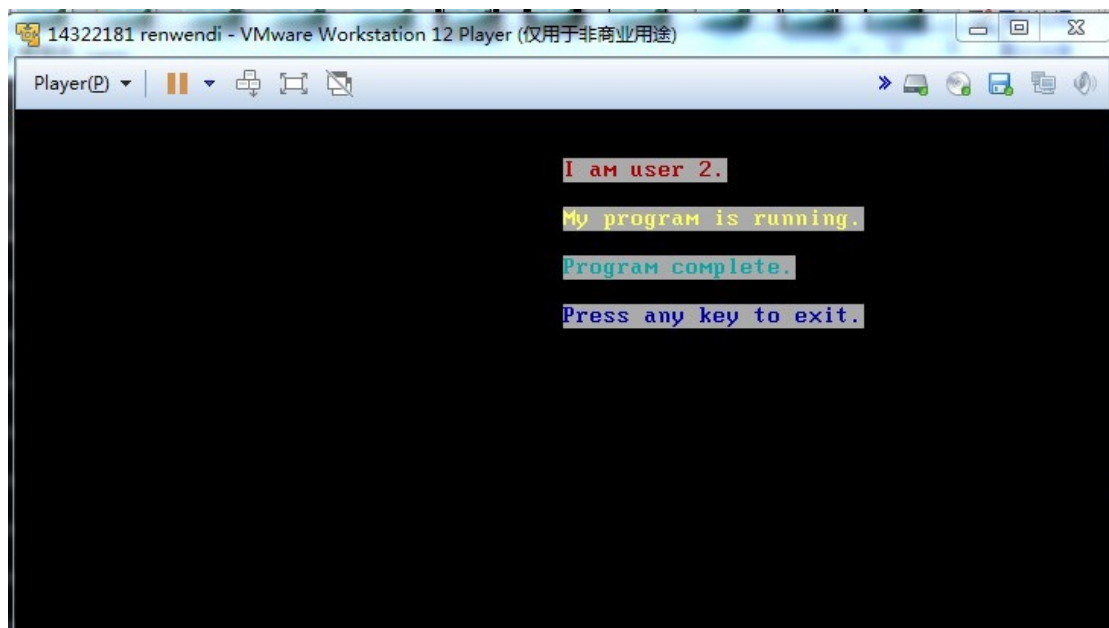 14322181 renwendi - VMware Workstation 12 Player (仅用于非商业用途)
Player(P)
I am user 2.
My program is running.
Program complete.
Press any key to exit.